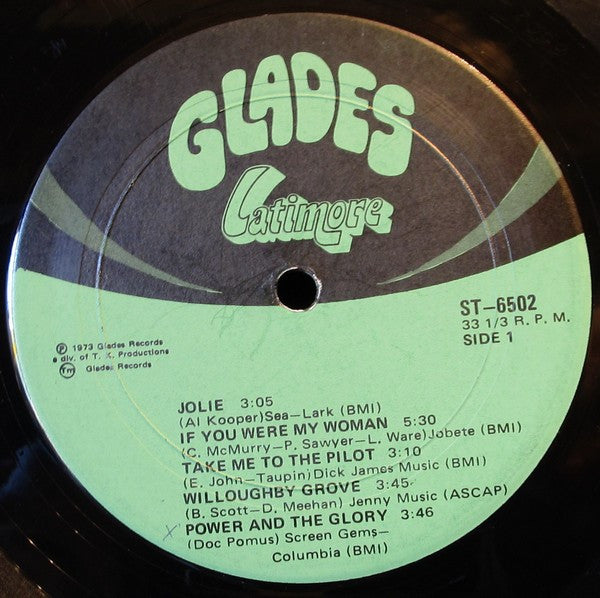 GLADES
Latimore
ST-6502
33 1/3 R. P. M.
SIDE 1
℗ 1973 Glades Records
a div. of T. K. Productions
Tm Glades Records
JOLIE 3:05
(Al Kooper)Sea-Lark (BMI)
IF YOU WERE MY WOMAN 5:30
(C. McMurry-P. Sawyer-L. Ware)Jobete (BMI)
TAKE ME TO THE PILOT 3:10
(E. John-Taupin)Dick James Music (BMI)
WILLOUGHBY GROVE 3:45
(B. Scott-D. Meehan) Jenny Music (ASCAP)
X POWER AND THE GLORY 3:46
(Doc Pomus) Screen Gems-
Columbia (BMI)